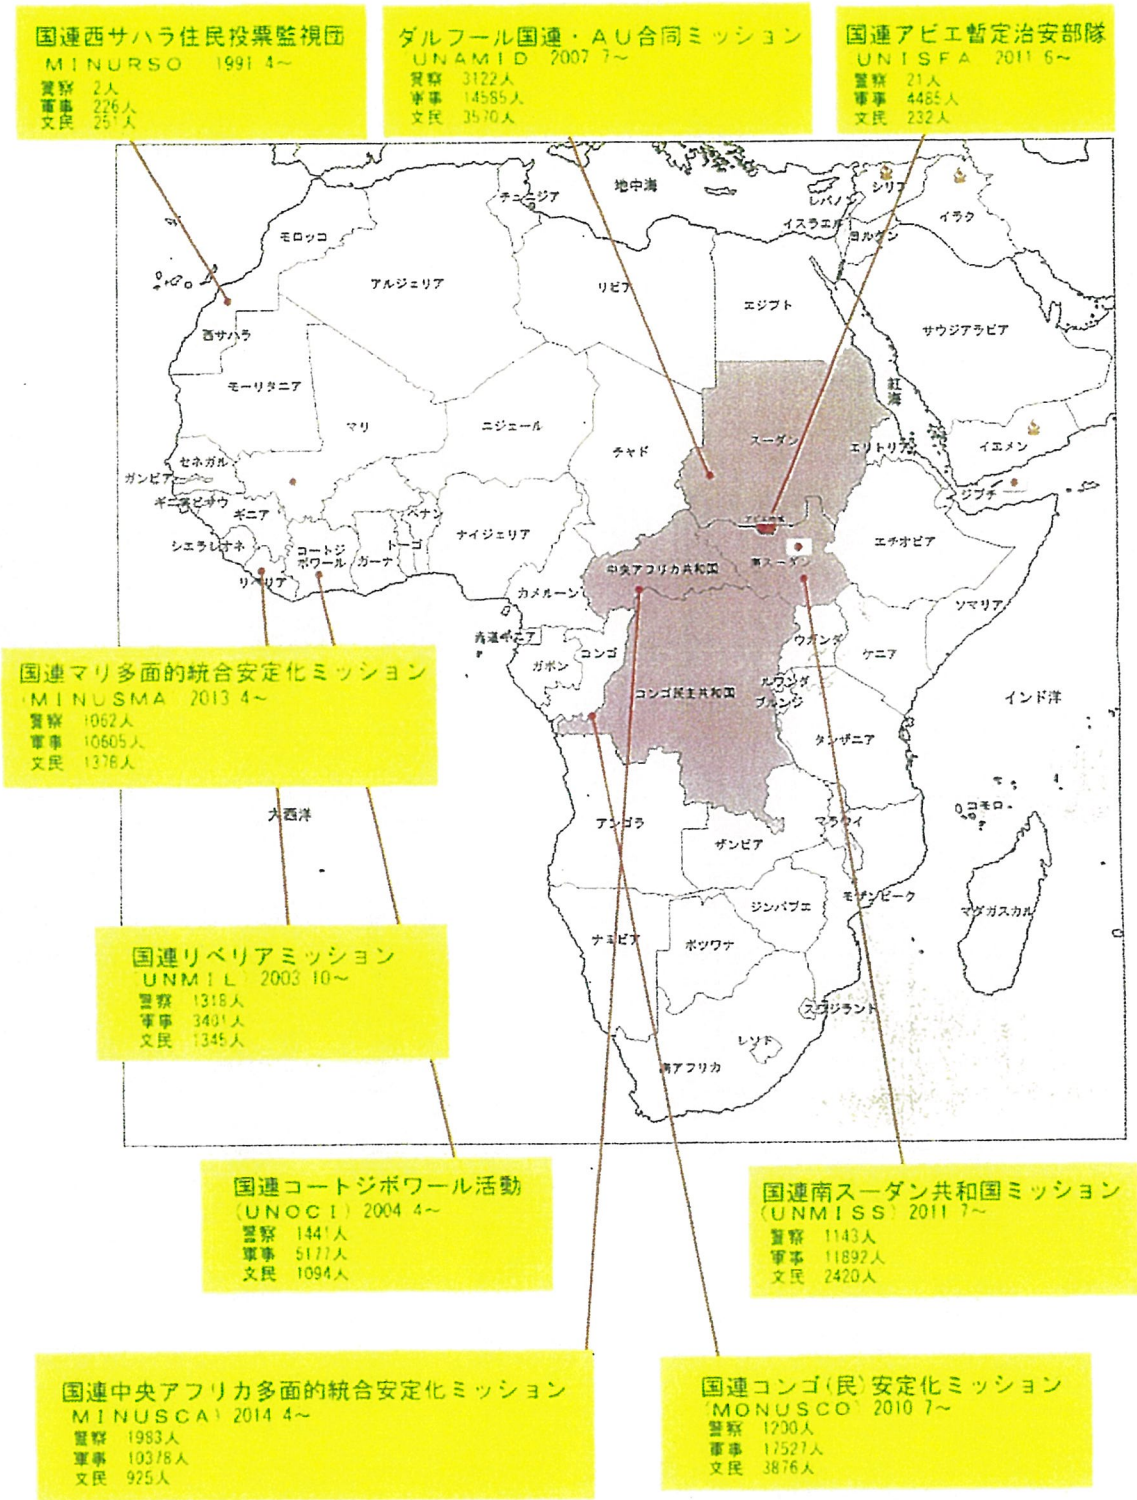 国連西サハラ住民投票監視団
MINURSO 1991 4～
警察 2人
軍事 226人
文民 251人
ダルフール国連・AU合同ミッション
UNAMID 2007 7～
警察 3122人
軍事 14585人
文民 3570人
国連アビエ暫定治安部隊
UNISFA 2011 6～
警察 21人
軍事 4485人
文民 232人
地中海
チュニジア
シリア
レバノン
イラク
イスラエル
ヨルダン
モロッコ
アルジェリア
リビア
エジプト
サウジアラビア
西サハラ
モーリタニア
紅海
マリ
ニジェール
チャド
スーダン
エリトリア
イエメン
セネガル
ガンビア
ジブチ
ギニアビサウ
ギニア
ベナン
ナイジェリア
エチオピア
シエラレオネ
コートジボワール
トーゴ
ガーナ
中央アフリカ共和国
南スーダン
リベリア
カメルーン
ソマリア
赤道ギニア
コンゴ
ウガンダ
ケニア
ガボン
国連マリ多面的統合安定化ミッション
(MINUSMA 2013 4～
警察 1062人
軍事 10605人
文民 1378人
ルワンダ
ブルンジ
コンゴ民主共和国
インド洋
タンザニア
大西洋
アンゴラ
マラウイ
コモロ
ザンビア
モザンビーク
ジンバブエ
マダガスカル
ナミビア
ボツワナ
国連リベリアミッション
(UNMIL) 2003 10～
警察 1318人
軍事 3401人
文民 1345人
スワジランド
レソト
南アフリカ
国連コートジボワール活動
(UNOCI) 2004 4～
警察 1441人
軍事 5177人
文民 1094人
国連南スーダン共和国ミッション
(UNMISS) 2011 7～
警察 1143人
軍事 11892人
文民 2420人
国連中央アフリカ多面的統合安定化ミッション
MINUSCA) 2014 4～
警察 1983人
軍事 10378人
文民 925人
国連コンゴ(民)安定化ミッション
(MONUSCO) 2010 7～
警察 1200人
軍事 17527人
文民 3876人